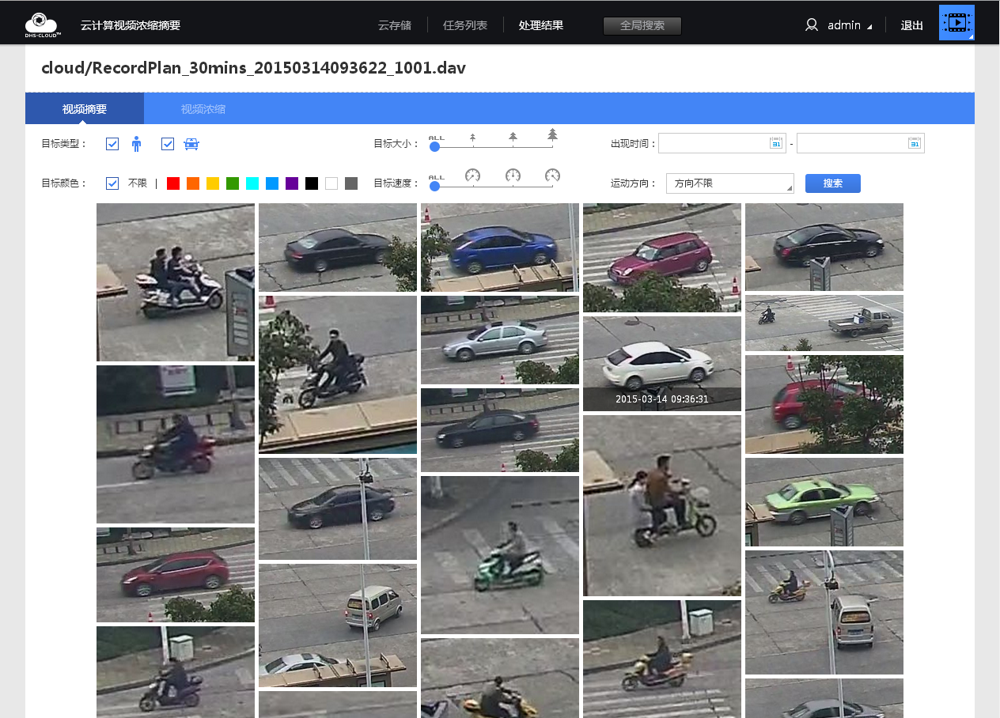 DHS-CLOUD™
云计算视频浓缩摘要
云存储
任务列表
处理结果
全局搜索
admin
退出
cloud/RecordPlan_30mins_20150314093622_1001.dav
视频摘要
视频浓缩
目标类型：
目标大小：
ALL
出现时间：
31
-
31
目标颜色：
不限
|
目标速度：
ALL
运动方向：
方向不限
搜索
2015-03-14 09:36:31